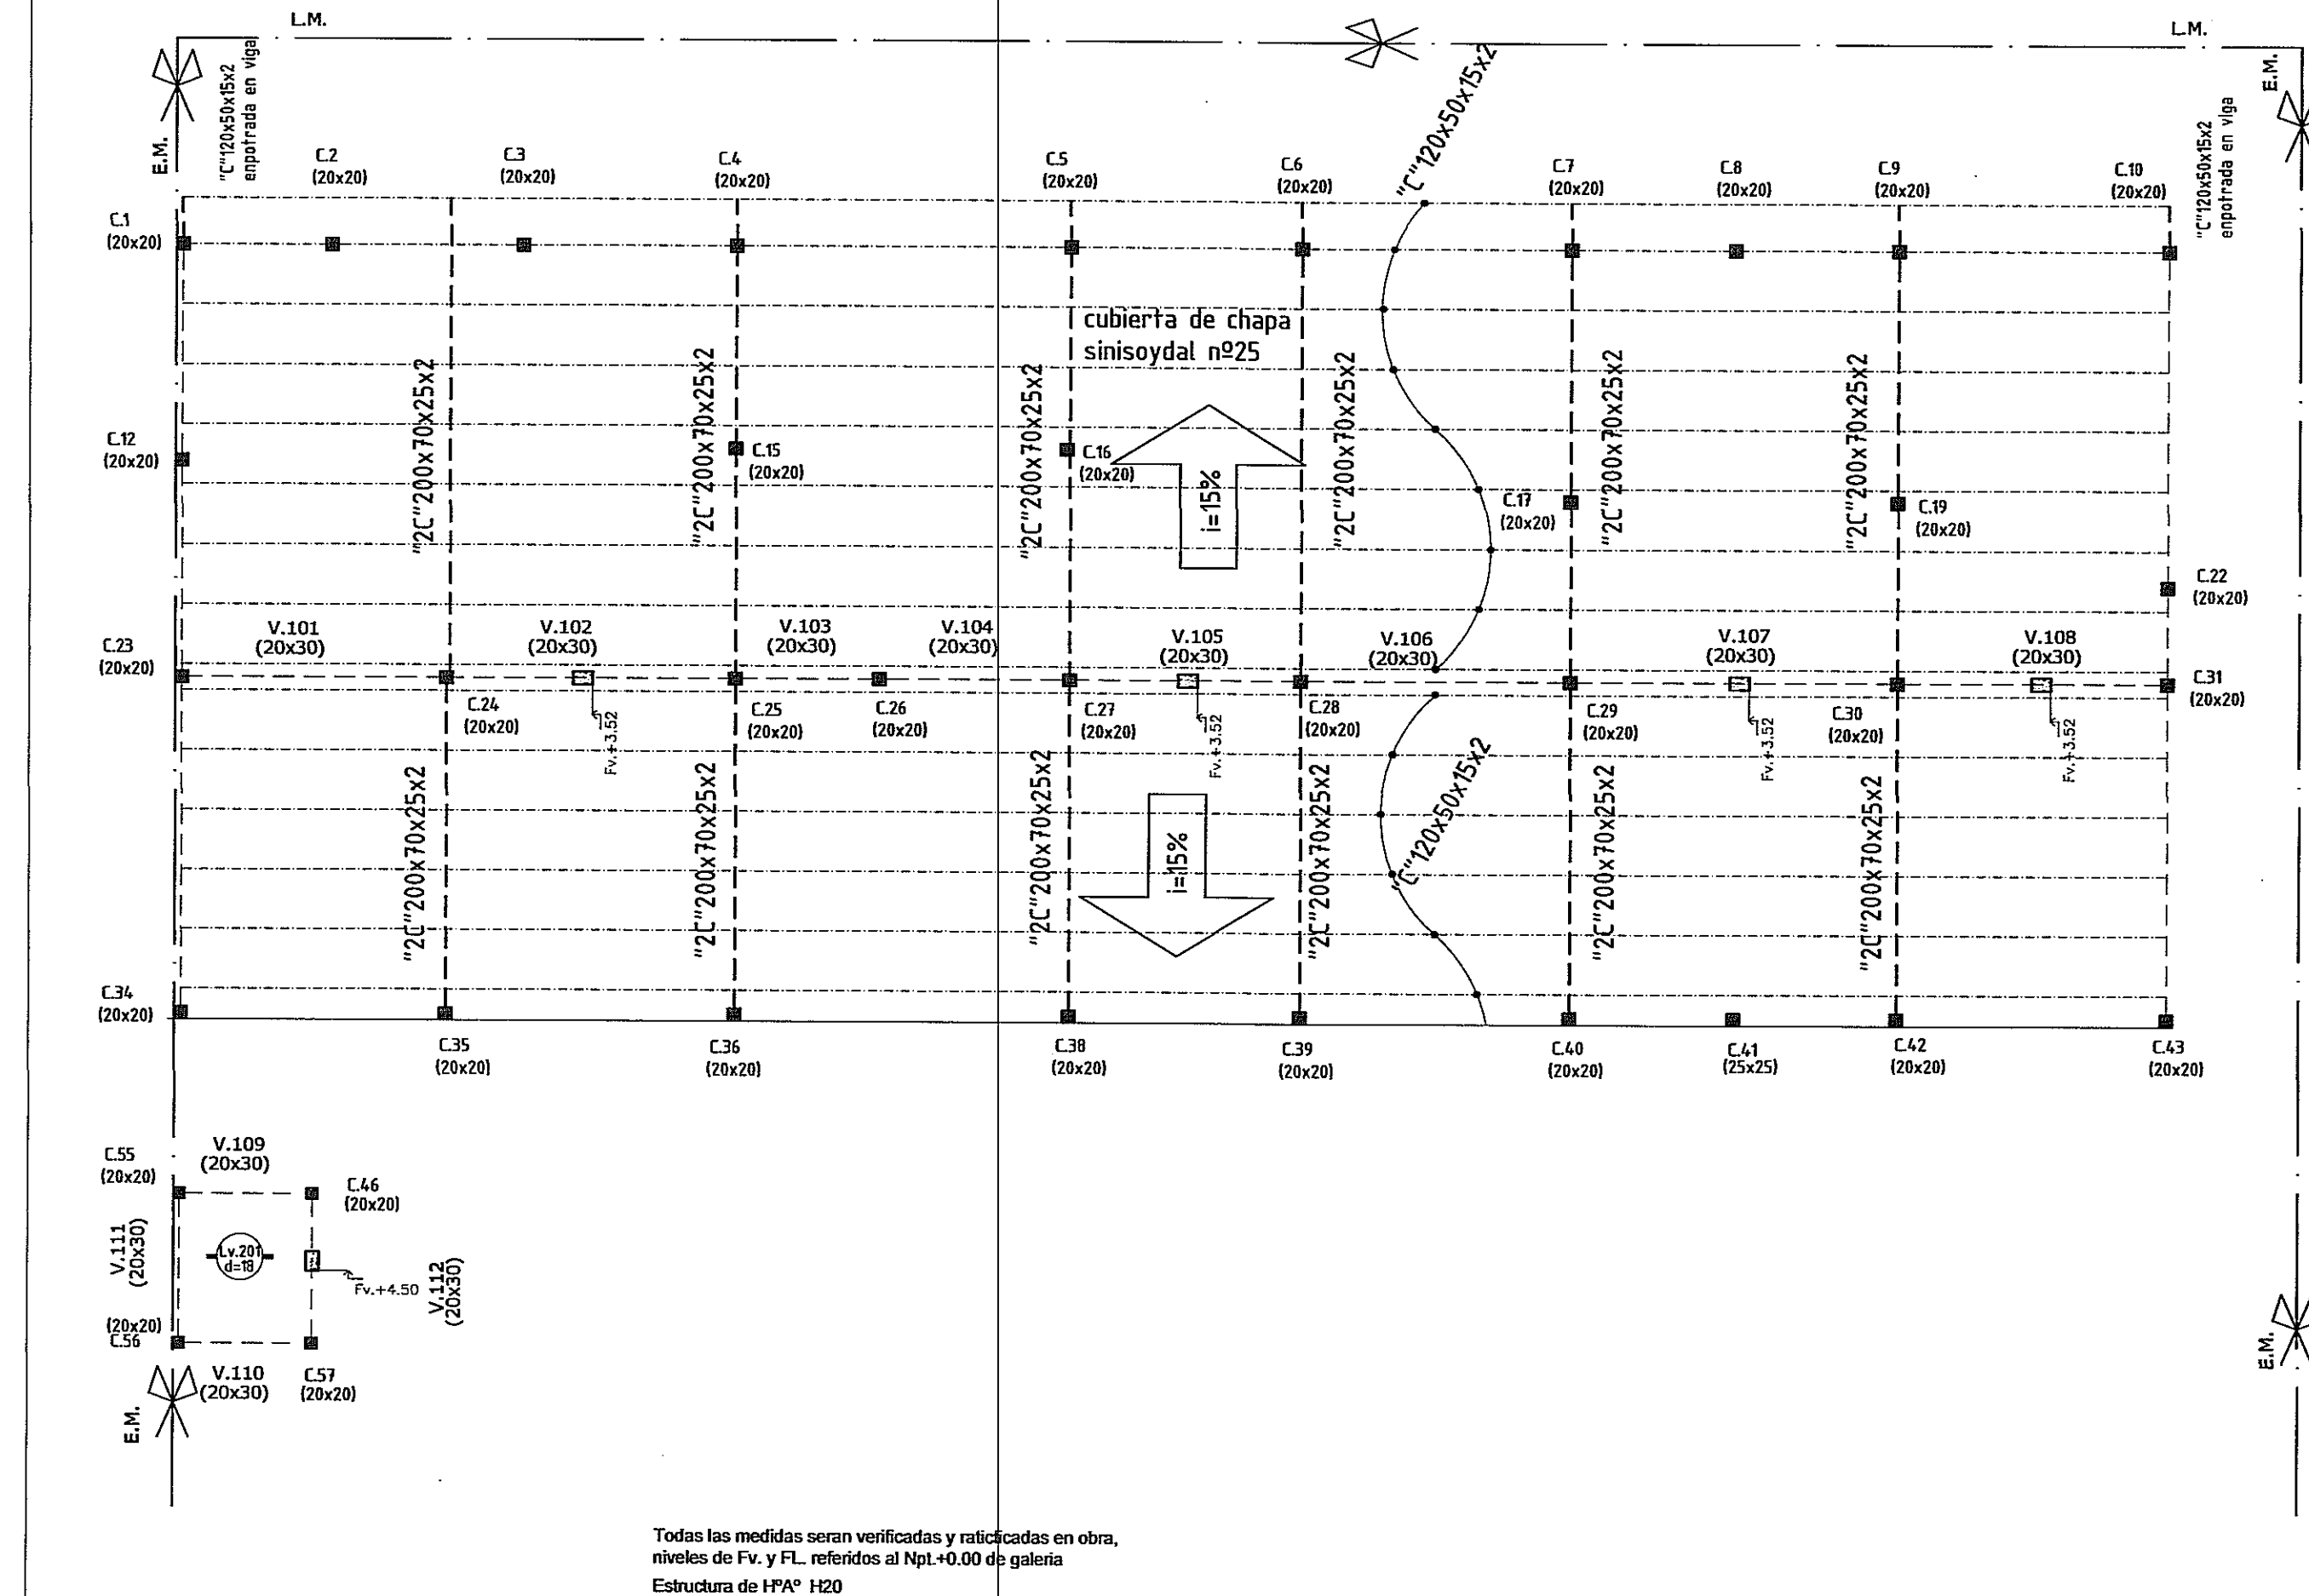 L.M.
L.M.
E.M.
"C"120x50x15x2
enpotrada en viga
"C"120x50x15x2
E.M.
"C"120x50x15x2
enpotrada en viga
C.1
(20x20)
C.2
(20x20)
C.3
(20x20)
C.4
(20x20)
C.5
(20x20)
C.6
(20x20)
C.7
(20x20)
C.8
(20x20)
C.9
(20x20)
C.10
(20x20)
cubierta de chapa
sinisoydal nº25
"2C"200x70x25x2
"2C"200x70x25x2
"2C"200x70x25x2
"2C"200x70x25x2
"2C"200x70x25x2
"2C"200x70x25x2
C.12
(20x20)
C.15
(20x20)
C.16
(20x20)
i=15%
C.17
(20x20)
C.19
(20x20)
C.22
(20x20)
V.101
(20x30)
V.102
(20x30)
V.103
(20x30)
V.104
(20x30)
V.105
(20x30)
V.106
(20x30)
V.107
(20x30)
V.108
(20x30)
C.23
(20x20)
C.24
(20x20)
Fv.+3.52
C.25
(20x20)
C.26
(20x20)
C.27
(20x20)
Fv.+3.52
C.28
(20x20)
C.29
(20x20)
Fv.+3.52
C.30
(20x20)
Fv.+3.52
C.31
(20x20)
"2C"200x70x25x2
"2C"200x70x25x2
"2C"200x70x25x2
i=15%
"2C"200x70x25x2
"C"120x50x15x2
"2C"200x70x25x2
"2C"200x70x25x2
C.34
(20x20)
C.35
(20x20)
C.36
(20x20)
C.38
(20x20)
C.39
(20x20)
C.40
(20x20)
C.41
(25x25)
C.42
(20x20)
C.43
(20x20)
C.55
(20x20)
V.109
(20x30)
C.46
(20x20)
V.111
(20x30)
Lv.201
d=18
Fv.+4.50
V.112
(20x30)
(20x20)
C.56
V.110
(20x30)
C.57
(20x20)
E.M.
E.M.
Todas las medidas seran verificadas y raticficadas en obra,
niveles de Fv. y FL. referidos al Npt.+0.00 de galeria
Estructura de HºAº H20